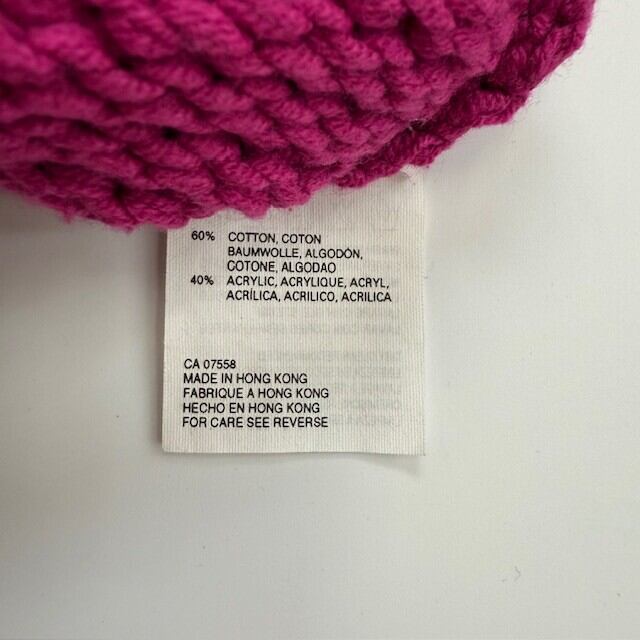 60% COTTON, COTON
BAUMWOLLE, ALGODÓN,
COTONE, ALGODAO
40% ACRYLIC, ACRYLIQUE, ACRYL,
ACRÍLICA, ACRILICO, ACRILICA
CA 07558
MADE IN HONG KONG
FABRIQUE A HONG KONG
HECHO EN HONG KONG
FOR CARE SEE REVERSE